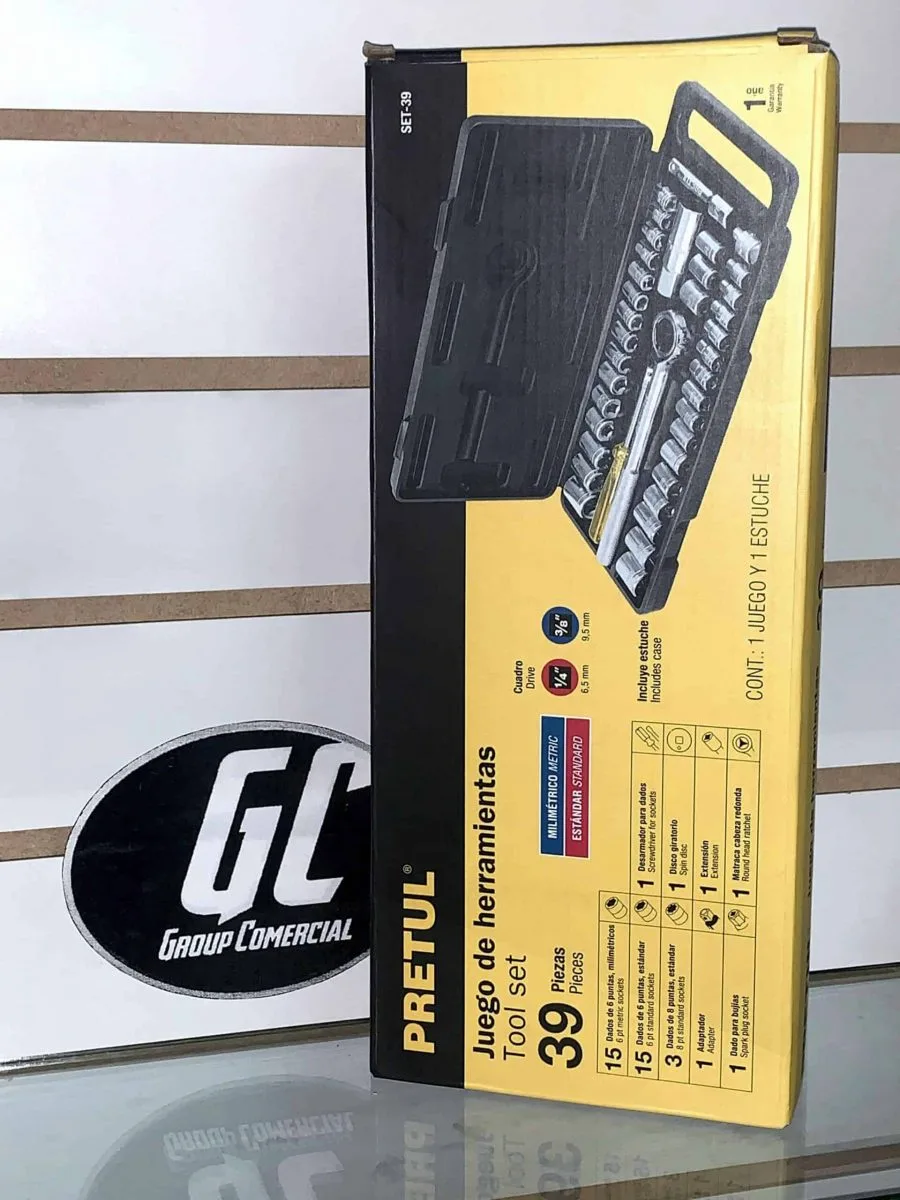 PRETUL®
SET-39
Juego de herramientas
Tool set
39 Piezas
Pieces
MILIMÉTRICO METRIC
ESTÁNDAR STANDARD
Cuadro
Drive
1/4"
6,5 mm
3/8"
9,5 mm
1 año
Garantía
Warranty
15 Dados de 6 puntas, milimétricos
6 pt metric sockets
15 Dados de 6 puntas, estándar
6 pt standard sockets
3 Dados de 8 puntas, estándar
8 pt standard sockets
1 Adaptador
Adapter
1 Dado para bujías
Spark plug socket
1 Desarmador para dados
Screwdriver for sockets
1 Disco giratorio
Spin disc
1 Extensión
Extension
1 Matraca cabeza redonda
Round head ratchet
Incluye estuche
Includes case
CONT.: 1 JUEGO Y 1 ESTUCHE
GC
GROUP COMERCIAL